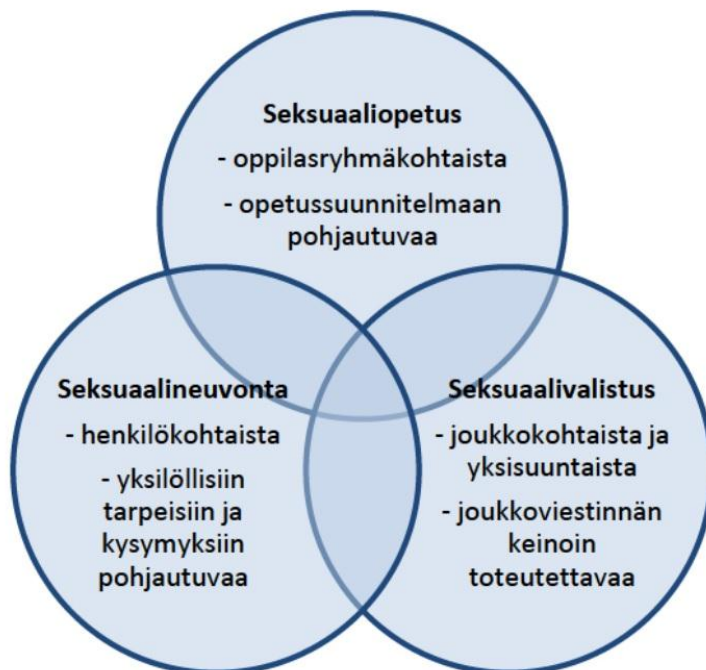 Seksuaaliopetus
- oppilasryhmäkohtaista
- opetussuunnitelmaan
pohjautuvaa
Seksuaalineuvonta
- henkilökohtaista
- yksilöllisiin
tarpeisiin ja
kysymyksiin
pohjautuvaa
Seksuaalivalistus
- joukkokohtaista ja
yksisuuntaista
- joukkoviestinnän
keinoin
toteutettavaa